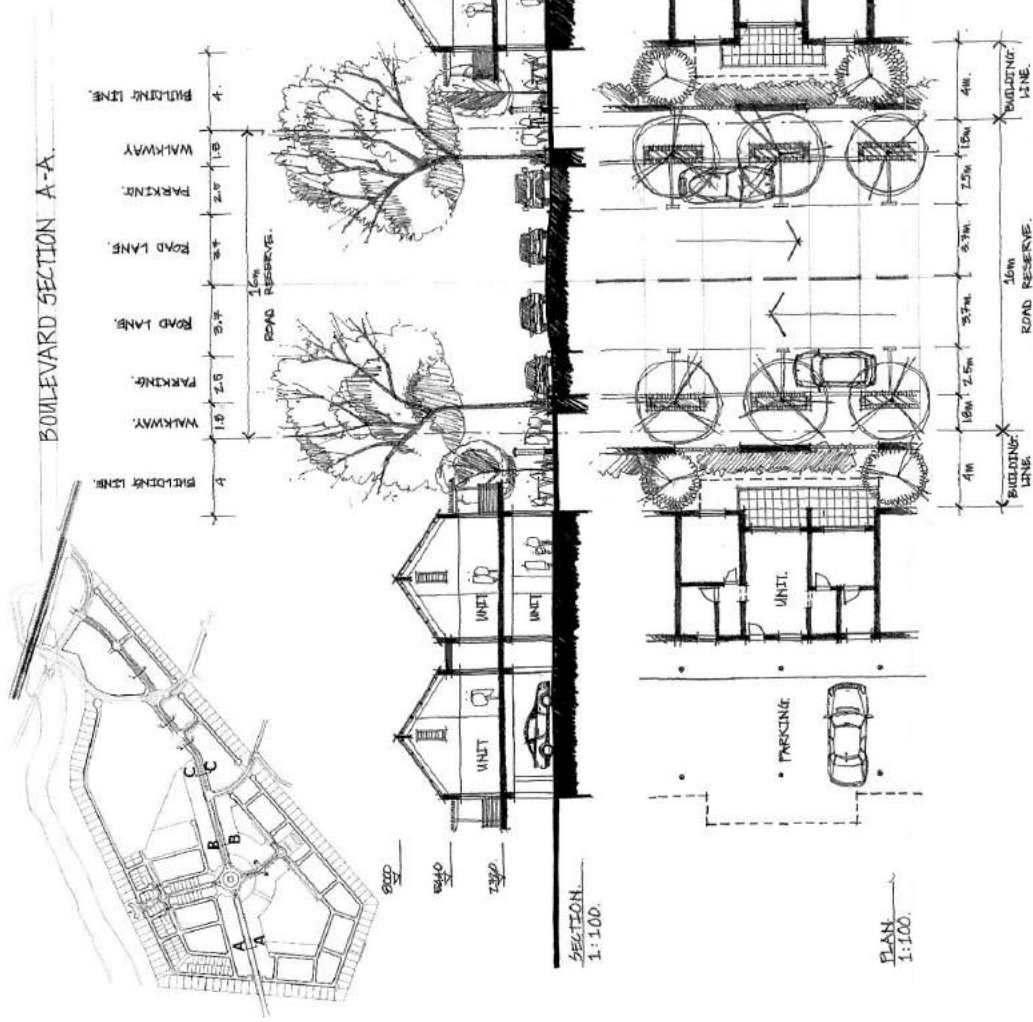 BOULEVARD SECTION A-A.
BUILDING LINE.
WALKWAY
PARKING.
ROAD LANE.
ROAD LANE.
PARKING.
WALKWAY.
BUILDING LINE.
4
1.8
2.5
3.7
3.7
2.5
1.8
4
16m
ROAD RESERVE.
A
A
B
B
C
C
UNIT
UNIT
UNIT
SECTION.
1:100.
UNIT.
PARKING
PLAN.
1:100.
4m
1.8m
2.5m
3.7m
3.7m
2.5m
1.8m
4m
BUILDING
LINE
16m
ROAD RESERVE.
BUILDING
LINE.